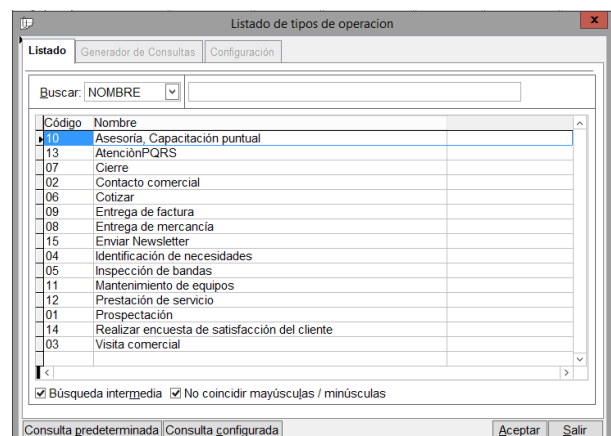 Listado de tipos de operacion x
Listado Generador de Consultas Configuración
Buscar: NOMBRE
Código Nombre
10 Asesoría, Capacitación puntual
13 AtenciònPQRS
07 Cierre
02 Contacto comercial
06 Cotizar
09 Entrega de factura
08 Entrega de mercancía
15 Enviar Newsletter
04 Identificación de necesidades
05 Inspección de bandas
11 Mantenimiento de equipos
12 Prestación de servicio
01 Prospectación
14 Realizar encuesta de satisfacción del cliente
03 Visita comercial
Búsqueda intermedia No coincidir mayúsculas / minúsculas
Consulta predeterminada Consulta configurada Aceptar Salir